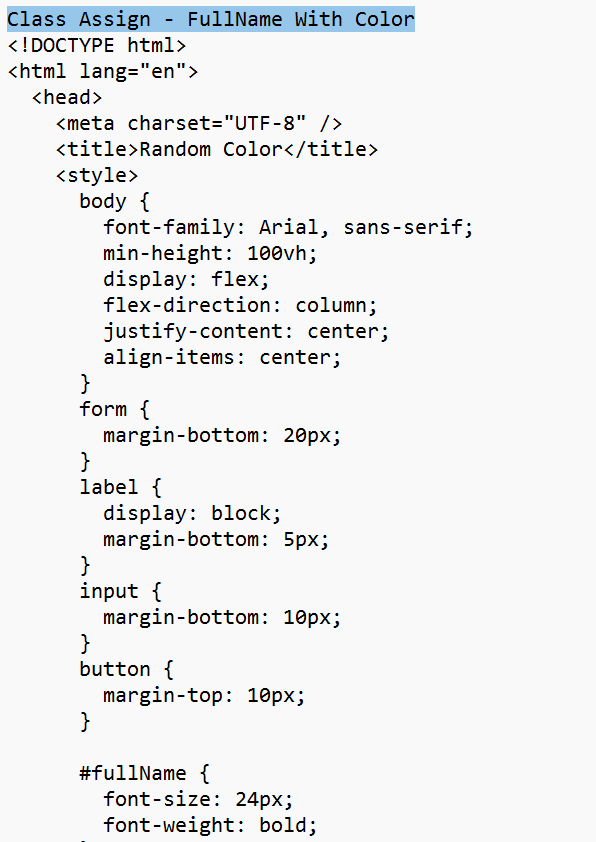 Class Assign - FullName With Color
<!DOCTYPE html>
<html lang="en">
  <head>
    <meta charset="UTF-8" />
    <title>Random Color</title>
    <style>
      body {
        font-family: Arial, sans-serif;
        min-height: 100vh;
        display: flex;
        flex-direction: column;
        justify-content: center;
        align-items: center;
      }
      form {
        margin-bottom: 20px;
      }
      label {
        display: block;
        margin-bottom: 5px;
      }
      input {
        margin-bottom: 10px;
      }
      button {
        margin-top: 10px;
      }

      #fullName {
        font-size: 24px;
        font-weight: bold;